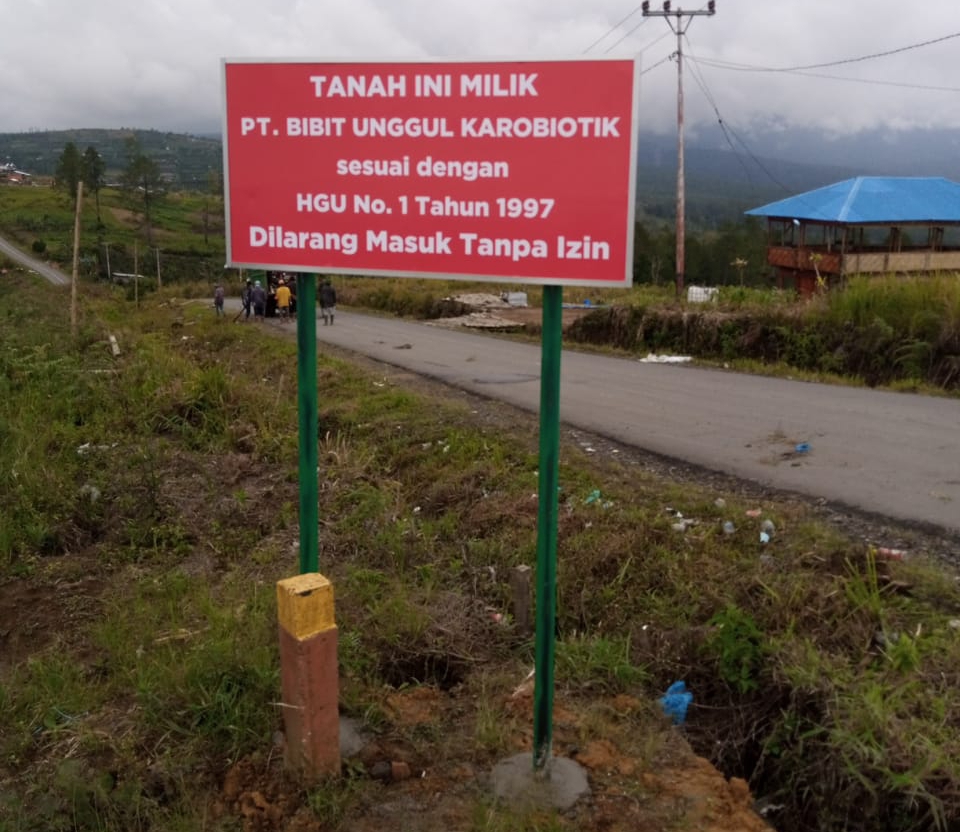 TANAH INI MILIK
PT. BIBIT UNGGUL KAROBIOTIK
sesuai dengan
HGU No. 1 Tahun 1997
Dilarang Masuk Tanpa Izin